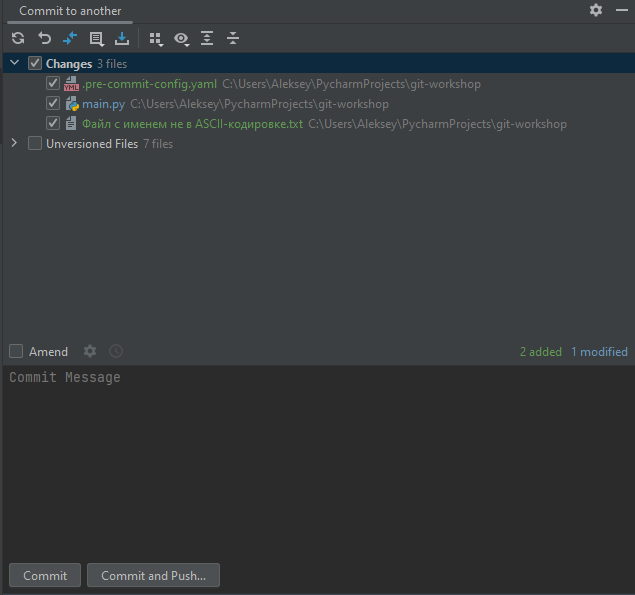 Commit to another
Changes 3 files
YML .pre-commit-config.yaml C:\Users\Aleksey\PycharmProjects\git-workshop
main.py C:\Users\Aleksey\PycharmProjects\git-workshop
Файл с именем не в ASCII-кодировке.txt C:\Users\Aleksey\PycharmProjects\git-workshop
Unversioned Files 7 files
Amend 2 added 1 modified
Commit Message
Commit Commit and Push...